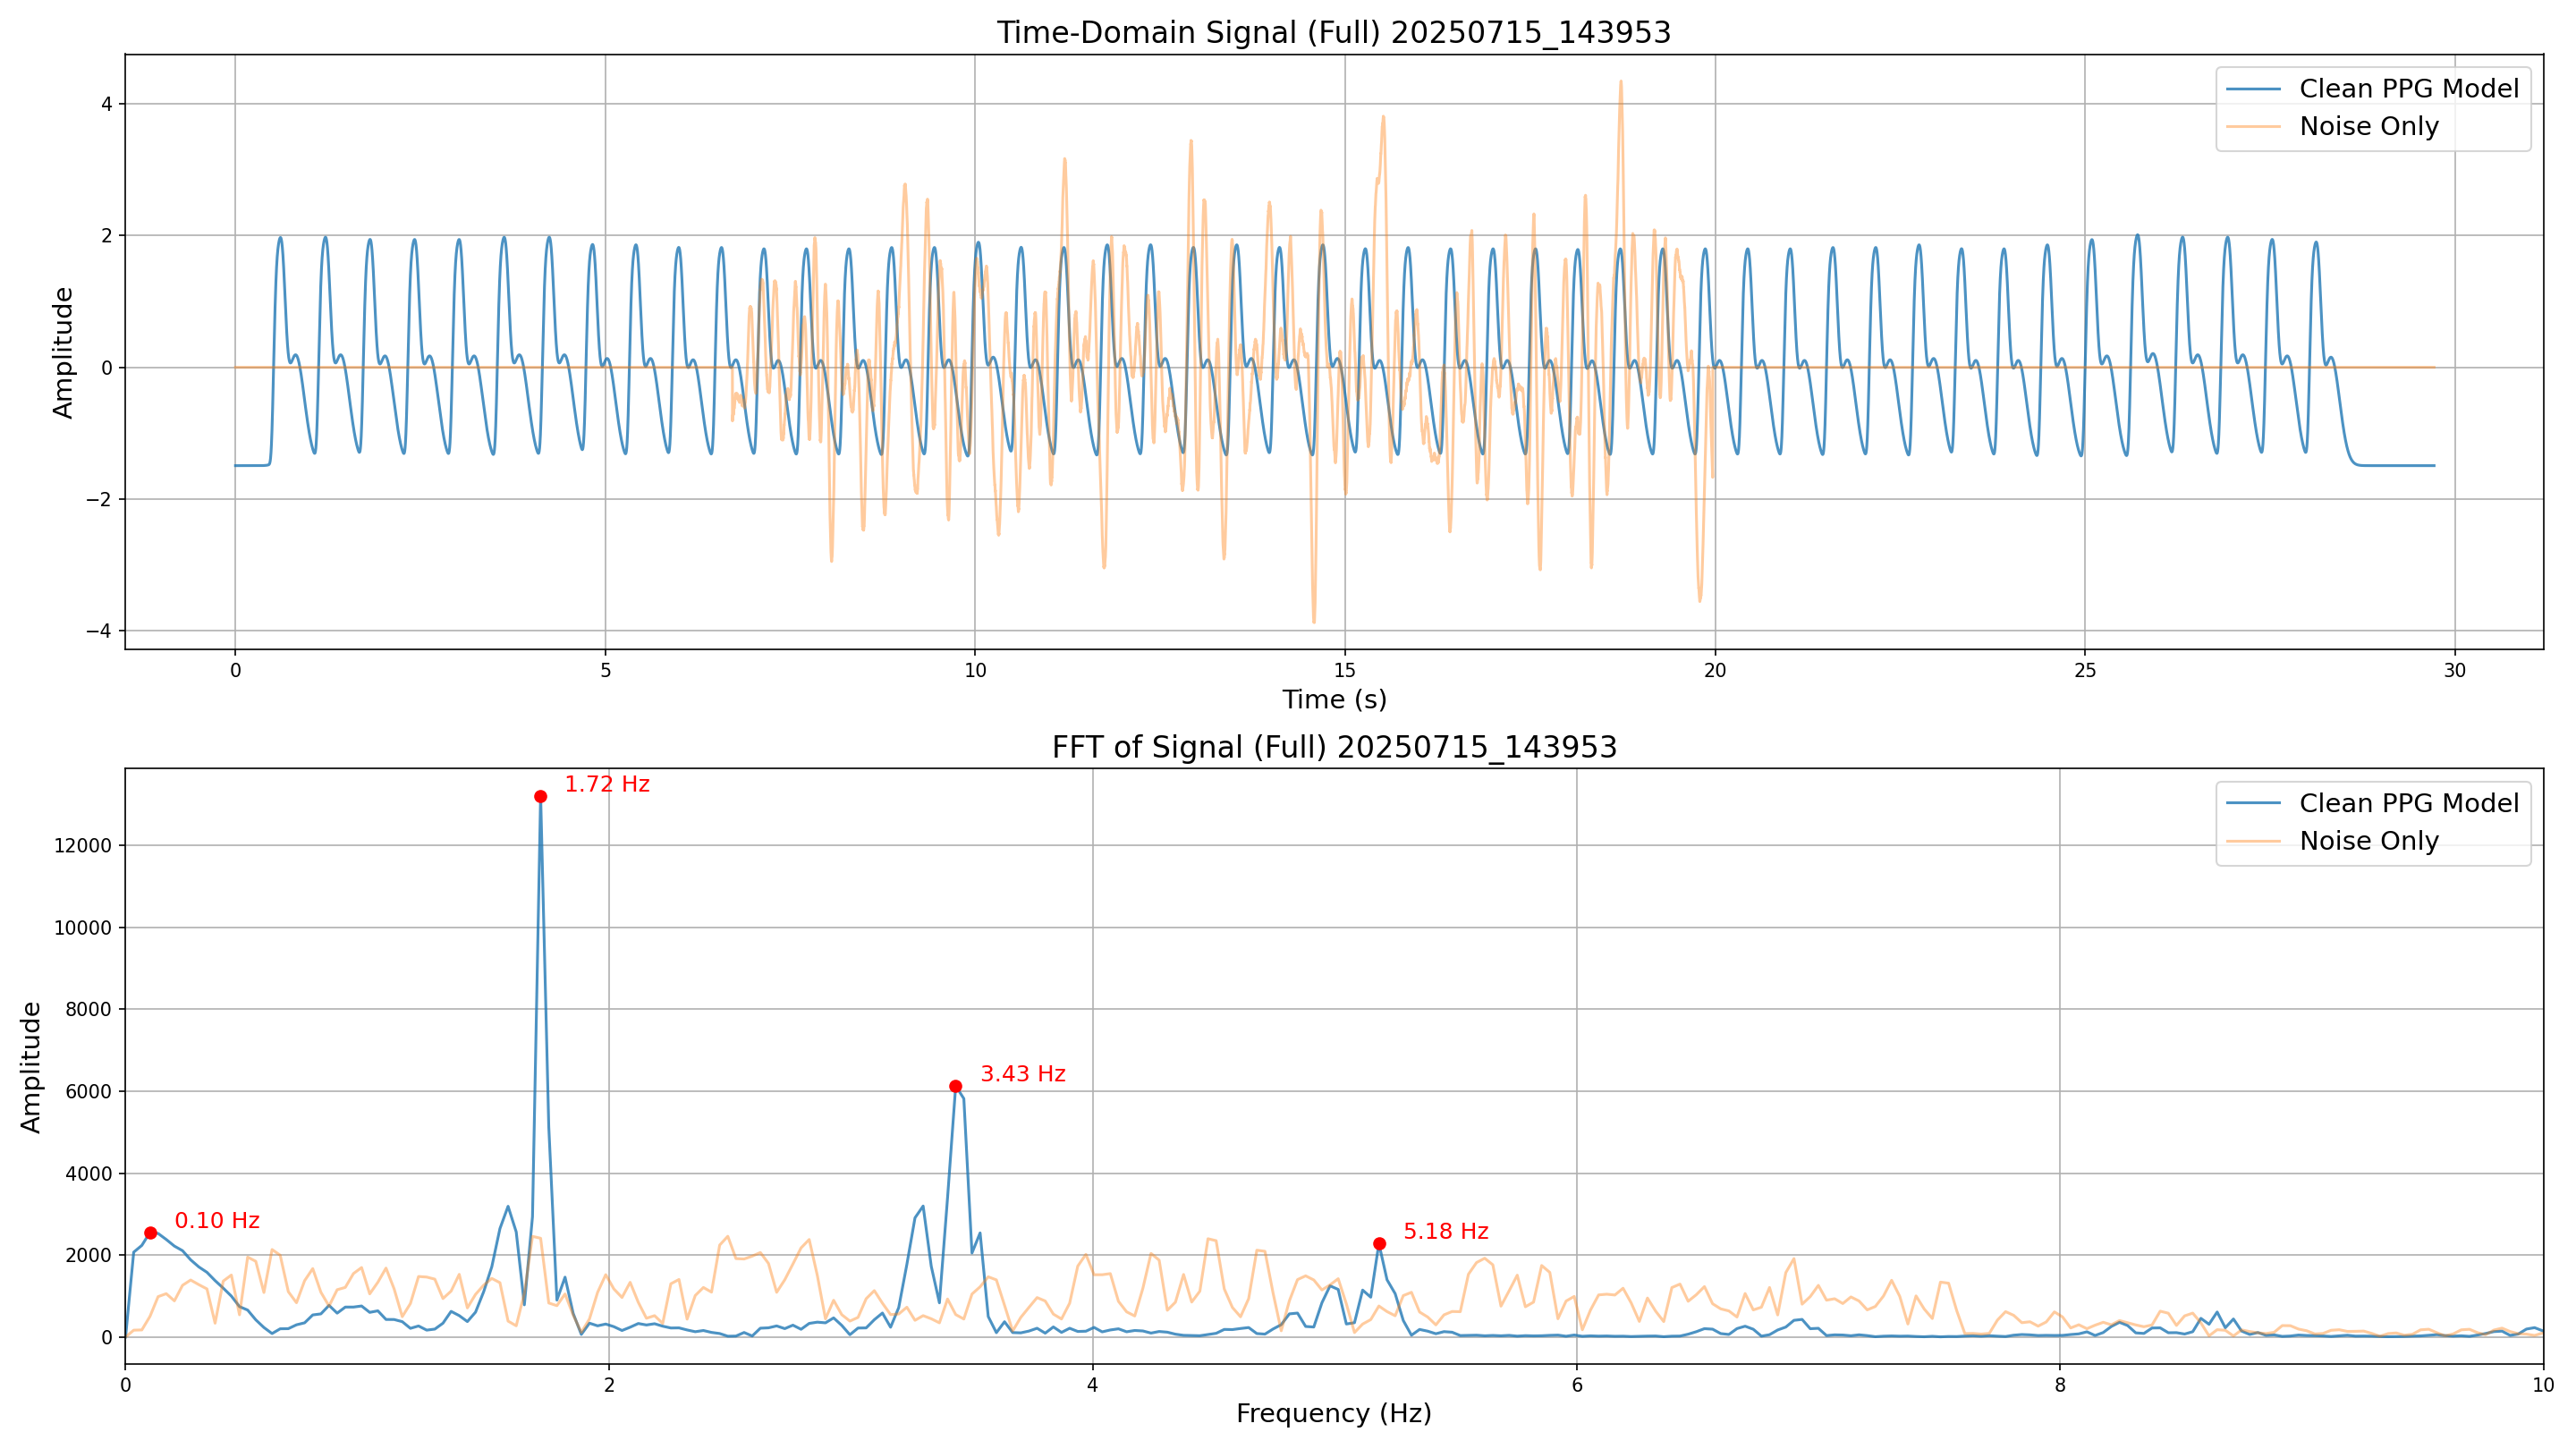 Time-Domain Signal (Full) 20250715_143953
Clean PPG Model
Noise Only
Amplitude
4
2
0
−2
−4
0 5 10 15 20 25 30
Time (s)
FFT of Signal (Full) 20250715_143953
Clean PPG Model
Noise Only
1.72 Hz
3.43 Hz
0.10 Hz
5.18 Hz
Amplitude
12000
10000
8000
6000
4000
2000
0
0 2 4 6 8 10
Frequency (Hz)